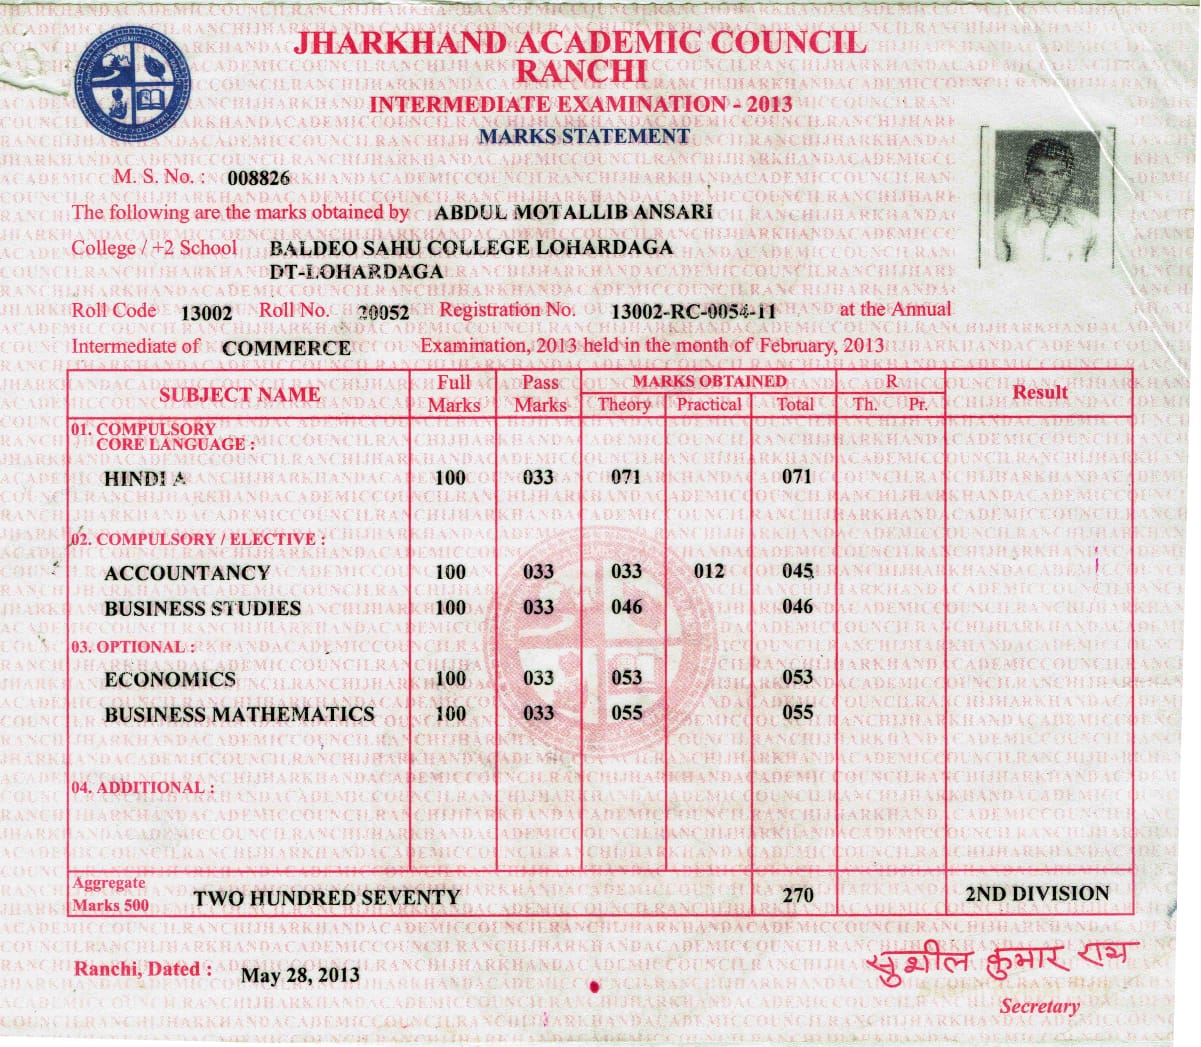 JHARKHAND ACADEMIC COUNCIL
RANCHI
INTERMEDIATE EXAMINATION - 2013
MARKS STATEMENT
M. S. No. : 008826
The following are the marks obtained by ABDUL MOTALLIB ANSARI
College / +2 School BALDEO SAHU COLLEGE LOHARDAGA
DT-LOHARDAGA
Roll Code 13002 Roll No. 20052 Registration No. 13002-RC-0054-11 at the Annual
Intermediate of COMMERCE Examination, 2013 held in the month of February, 2013
SUBJECT NAME Full Marks Pass Marks MARKS OBTAINED R Result
Theory Practical Total Th. Pr.
01. COMPULSORY
CORE LANGUAGE :
HINDI A 100 033 071 071
02. COMPULSORY / ELECTIVE :
ACCOUNTANCY 100 033 033 012 045
BUSINESS STUDIES 100 033 046 046
03. OPTIONAL :
ECONOMICS 100 033 053 053
BUSINESS MATHEMATICS 100 033 055 055
04. ADDITIONAL :
Aggregate
Marks 500 TWO HUNDRED SEVENTY 270 2ND DIVISION
Ranchi, Dated : May 28, 2013
सुशील कुमार राय
Secretary